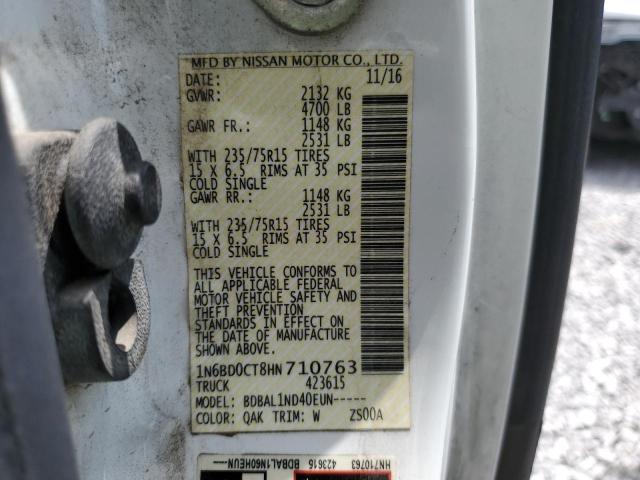 MFD BY NISSAN MOTOR CO., LTD.
DATE: 11/16
GVWR: 2132 KG
4700 LB
GAWR FR.: 1148 KG
2531 LB
WITH 235/75R15 TIRES
15 X 6.5 RIMS AT 35 PSI
COLD SINGLE
GAWR RR.: 1148 KG
2531 LB
WITH 235/75R15 TIRES
15 X 6.5 RIMS AT 35 PSI
COLD SINGLE
THIS VEHICLE CONFORMS TO
ALL APPLICABLE FEDERAL
MOTOR VEHICLE SAFETY AND
THEFT PREVENTION
STANDARDS IN EFFECT ON
THE DATE OF MANUFACTURE
SHOWN ABOVE.
1N6BD0CT8HN710763
TRUCK 423615
MODEL: BDBAL1ND40EUN-----
COLOR: QAK TRIM: W ZS00A
HN710763
423615 BDBAL1N60HEUN-----